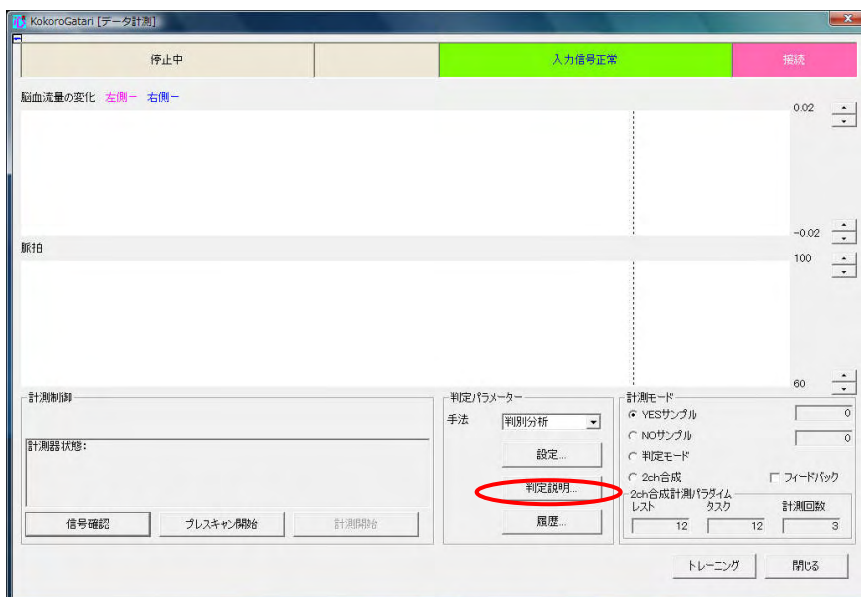 KokoroGatari [データ計測]
停止中
入力信号正常
接続
脳血流量の変化 左側ー 右側ー
0.02
-0.02
脈拍
100
60
計測制御
計測器状態:
信号確認
プレスキャン開始
計測開始
判定パラメーター
手法
判別分析
設定...
判定説明...
履歴...
計測モード
YESサンプル 0
NOサンプル 0
判定モード
2ch合成
フィードバック
2ch合成計測パラダイム
レスト タスク 計測回数
12 12 3
トレーニング
閉じる